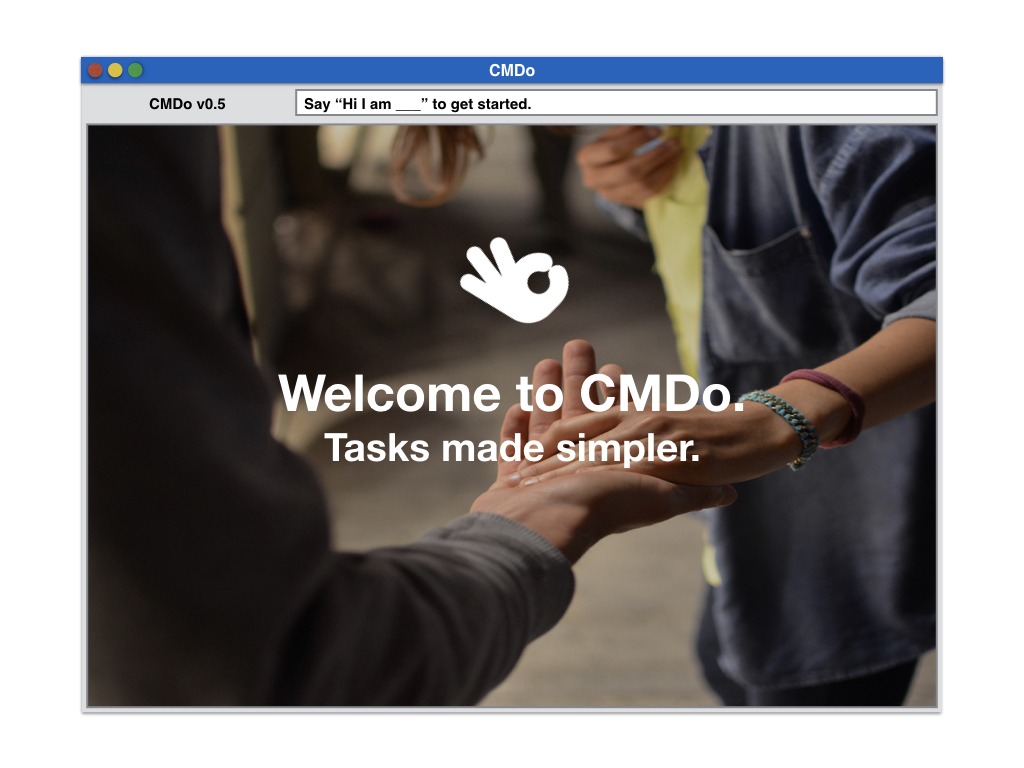 CMDo
CMDo v0.5
Say “Hi I am ___” to get started.
Welcome to CMDo.
Tasks made simpler.